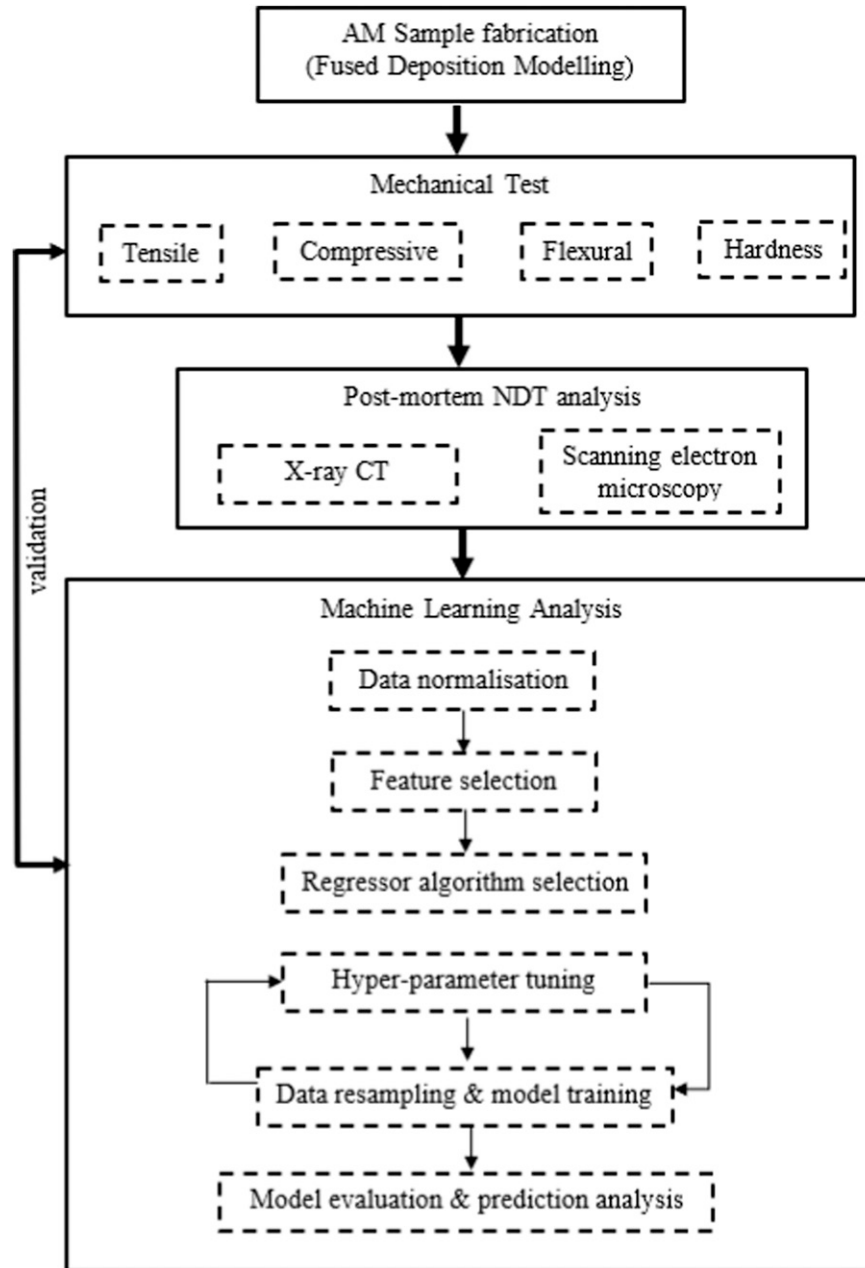 AM Sample fabrication
(Fused Deposition Modelling)
Mechanical Test
Tensile
Compressive
Flexural
Hardness
Post-mortem NDT analysis
X-ray CT
Scanning electron
microscopy
validation
Machine Learning Analysis
Data normalisation
Feature selection
Regressor algorithm selection
Hyper-parameter tuning
Data resampling & model training
Model evaluation & prediction analysis